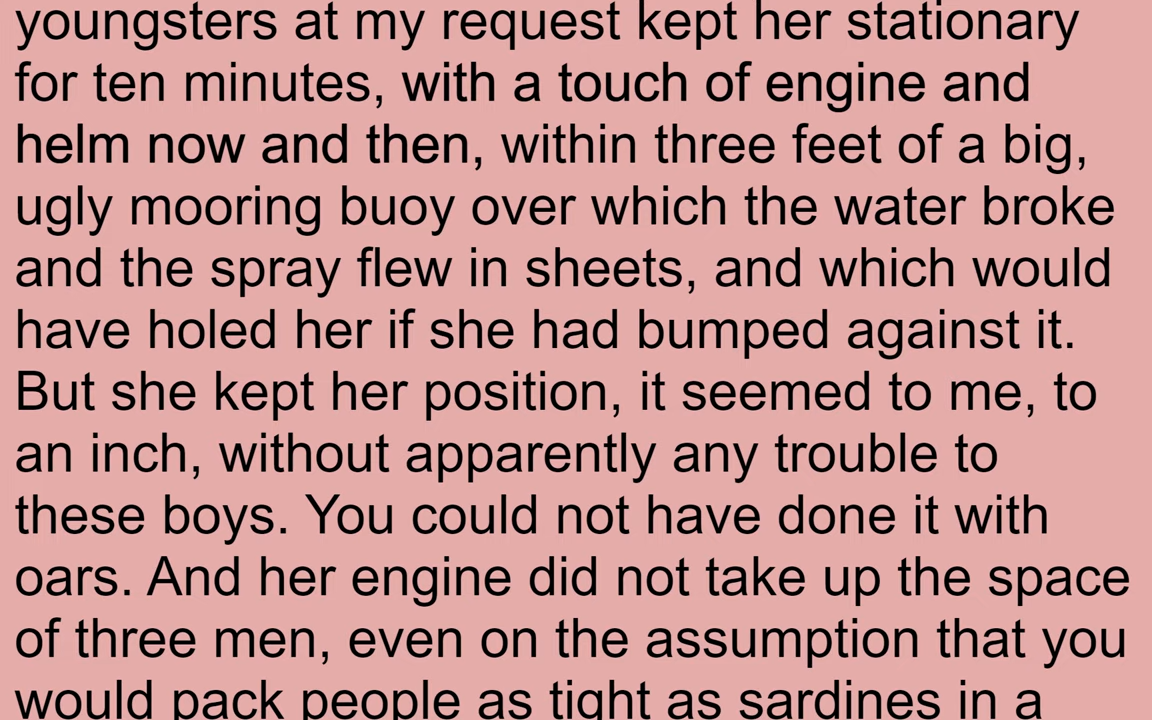 youngsters at my request kept her stationary
for ten minutes, with a touch of engine and
helm now and then, within three feet of a big,
ugly mooring buoy over which the water broke
and the spray flew in sheets, and which would
have holed her if she had bumped against it.
But she kept her position, it seemed to me, to
an inch, without apparently any trouble to
these boys. You could not have done it with
oars. And her engine did not take up the space
of three men, even on the assumption that you
would pack people as tight as sardines in a